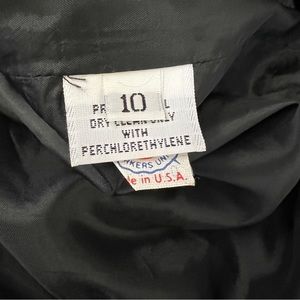 10
DRY CLEAN ONLY
WITH
PERCHLORETHYLENE
in U.S.A.